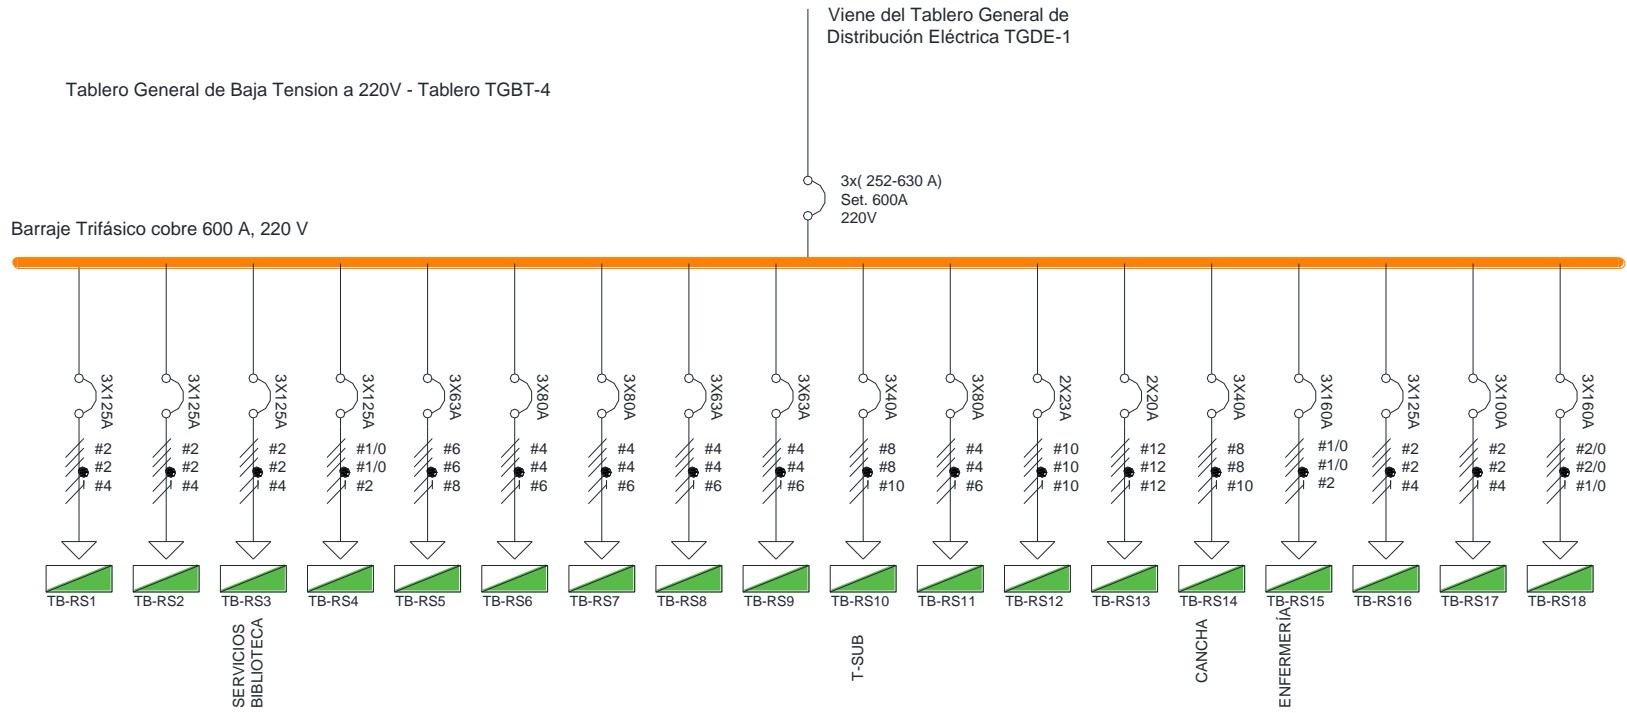 Viene del Tablero General de
Distribución Eléctrica TGDE-1
Tablero General de Baja Tension a 220V - Tablero TGBT-4
3x( 252-630 A)
Set. 600A
220V
Barraje Trifásico cobre 600 A, 220 V
3X125A
3X125A
3X125A
3X125A
3X63A
3X80A
3X80A
3X63A
3X63A
3X40A
3X80A
2X23A
2X20A
3X40A
3X160A
3X125A
3X100A
3X160A
#2
#2
#4
#2
#2
#4
#2
#2
#4
#1/0
#1/0
#2
#6
#6
#8
#4
#4
#6
#4
#4
#6
#4
#4
#6
#4
#4
#6
#8
#8
#10
#4
#4
#6
#10
#10
#10
#12
#12
#12
#8
#8
#10
#1/0
#1/0
#2
#2
#2
#4
#2
#2
#4
#2/0
#2/0
#1/0
TB-RS1
TB-RS2
TB-RS3
TB-RS4
TB-RS5
TB-RS6
TB-RS7
TB-RS8
TB-RS9
TB-RS10
TB-RS11
TB-RS12
TB-RS13
TB-RS14
TB-RS15
TB-RS16
TB-RS17
TB-RS18
SERVICIOS
BIBLIOTECA
T-SUB
CANCHA
ENFERMERÍA